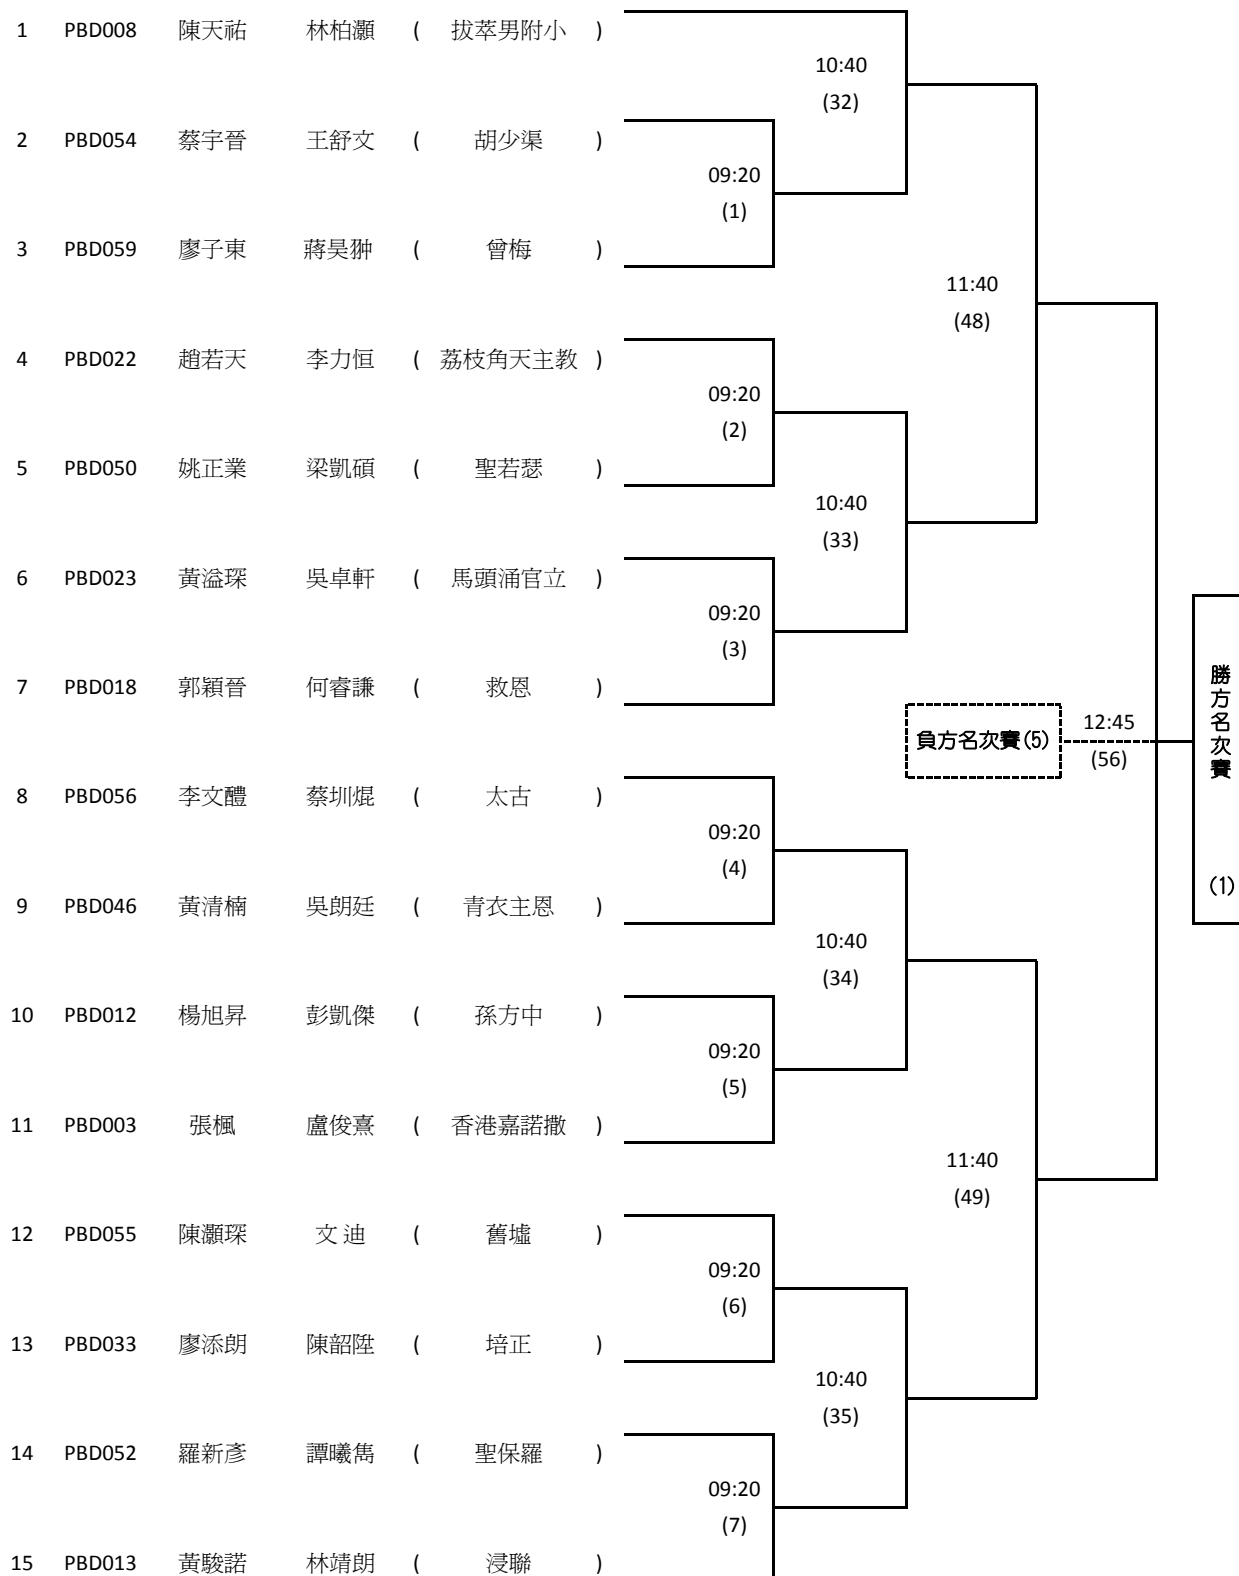 1 PBD008 陳天祐 林柏灝 ( 拔萃男附小 )
10:40
(32)
2 PBD054 蔡宇晉 王舒文 ( 胡少渠 )
09:20
(1)
3 PBD059 廖子東 蔣昊翀 ( 曾梅 )
11:40
(48)
4 PBD022 趙若天 李力恒 ( 荔枝角天主教 )
09:20
(2)
5 PBD050 姚正業 梁凱碩 ( 聖若瑟 )
10:40
(33)
6 PBD023 黃溢琛 吳卓軒 ( 馬頭涌官立 )
09:20
(3)
7 PBD018 郭穎晉 何睿謙 ( 救恩 )
負方名次賽(5)
12:45
(56)
勝方名次賽 (1)
8 PBD056 李文醴 蔡圳焜 ( 太古 )
09:20
(4)
9 PBD046 黃清楠 吳朗廷 ( 青衣主恩 )
10:40
(34)
10 PBD012 楊旭昇 彭凱傑 ( 孫方中 )
09:20
(5)
11 PBD003 張楓 盧俊熹 ( 香港嘉諾撒 )
11:40
(49)
12 PBD055 陳灝琛 文 迪 ( 舊墟 )
09:20
(6)
13 PBD033 廖添朗 陳韶陞 ( 培正 )
10:40
(35)
14 PBD052 羅新彥 譚曦雋 ( 聖保羅 )
09:20
(7)
15 PBD013 黃駿諾 林靖朗 ( 浸聯 )